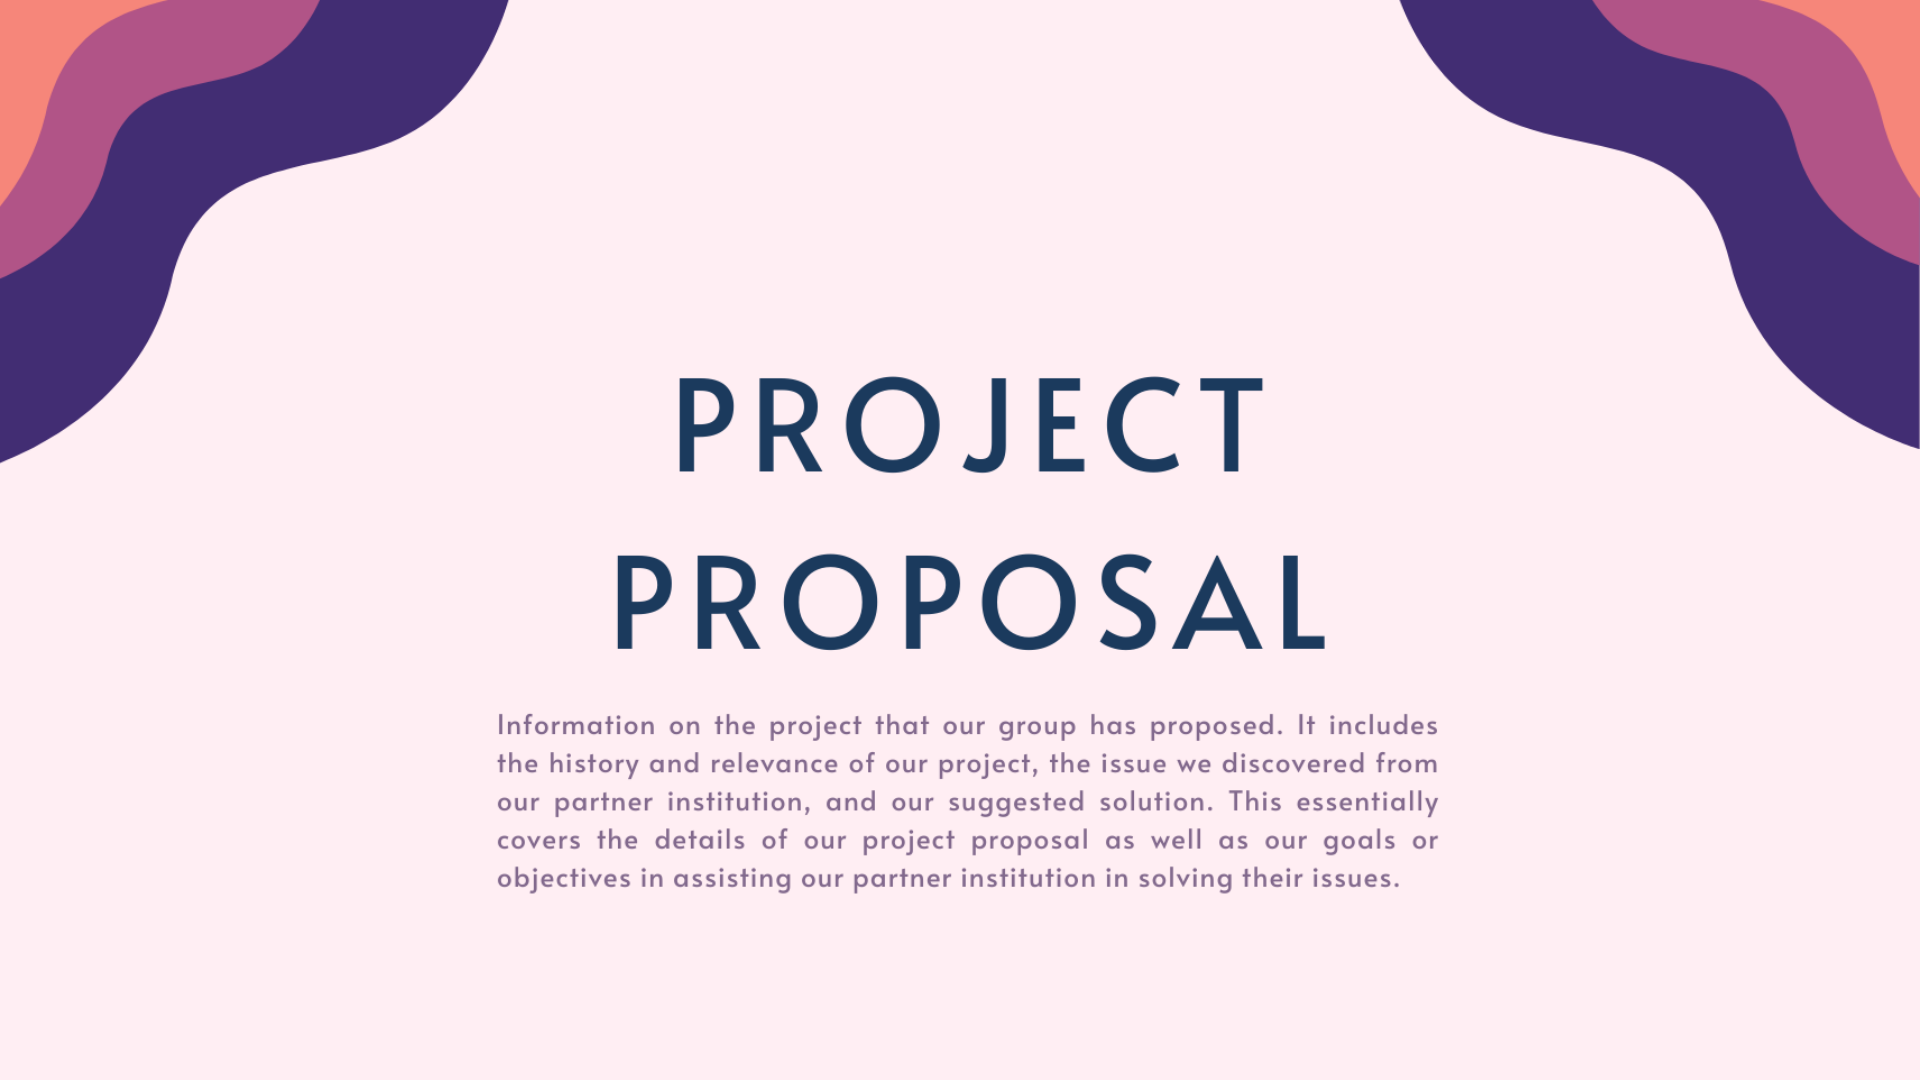 PROJECT
PROPOSAL
Information on the project that our group has proposed. It includes
the history and relevance of our project, the issue we discovered from
our partner institution, and our suggested solution. This essentially
covers the details of our project proposal as well as our goals or
objectives in assisting our partner institution in solving their issues.